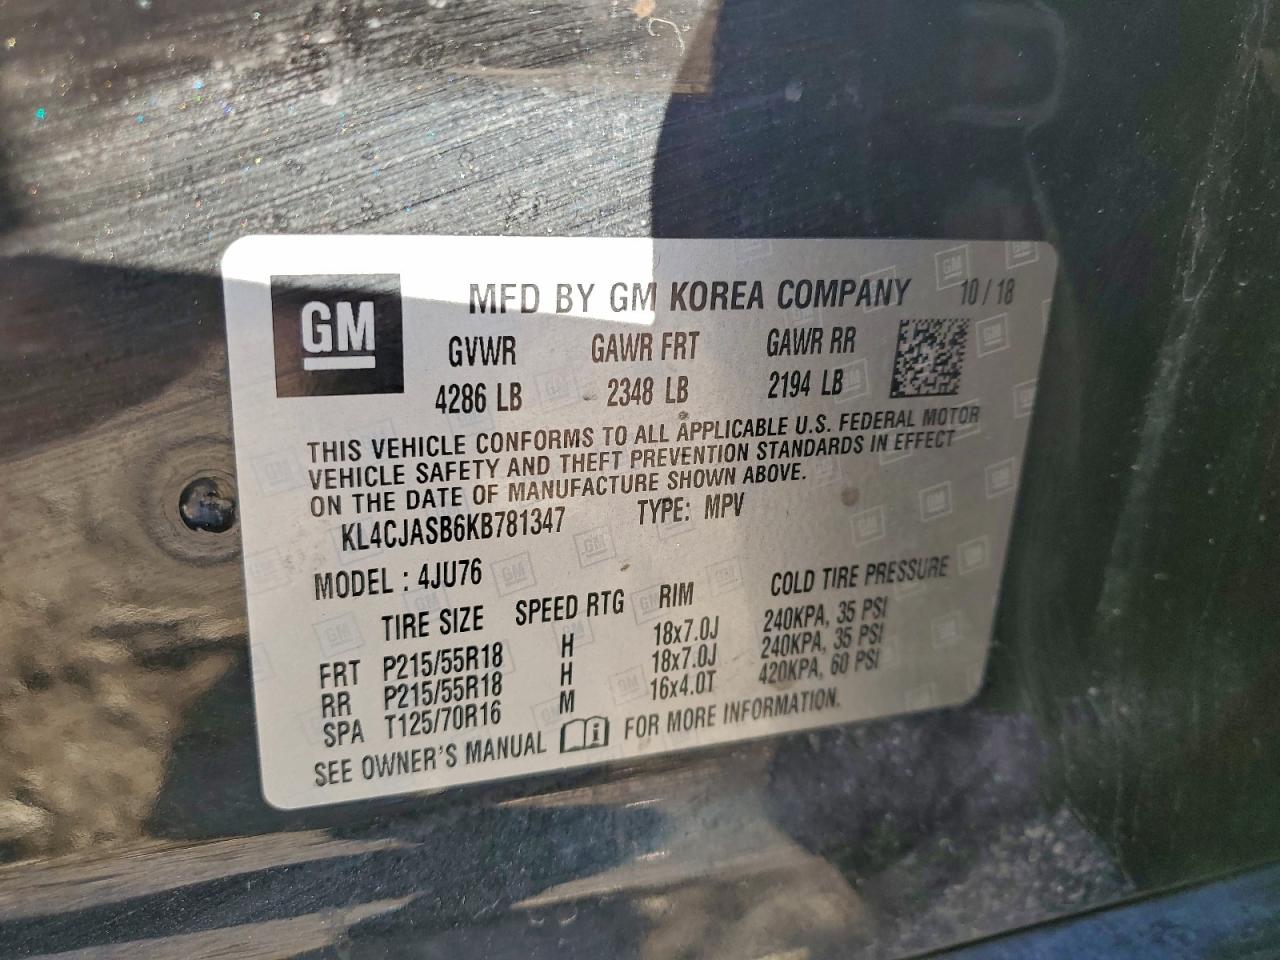 GM
MFD BY GM KOREA COMPANY 10/18
GVWR GAWR FRT GAWR RR
4286 LB 2348 LB 2194 LB
THIS VEHICLE CONFORMS TO ALL APPLICABLE U.S. FEDERAL MOTOR
VEHICLE SAFETY AND THEFT PREVENTION STANDARDS IN EFFECT
ON THE DATE OF MANUFACTURE SHOWN ABOVE.
KL4CJASB6KB781347 TYPE: MPV
MODEL : 4JU76
TIRE SIZE SPEED RTG RIM COLD TIRE PRESSURE
FRT P215/55R18 H 18x7.0J 240KPA, 35 PSI
RR P215/55R18 H 18x7.0J 240KPA, 35 PSI
SPA T125/70R16 M 16x4.0T 420KPA, 60 PSI
SEE OWNER'S MANUAL FOR MORE INFORMATION.